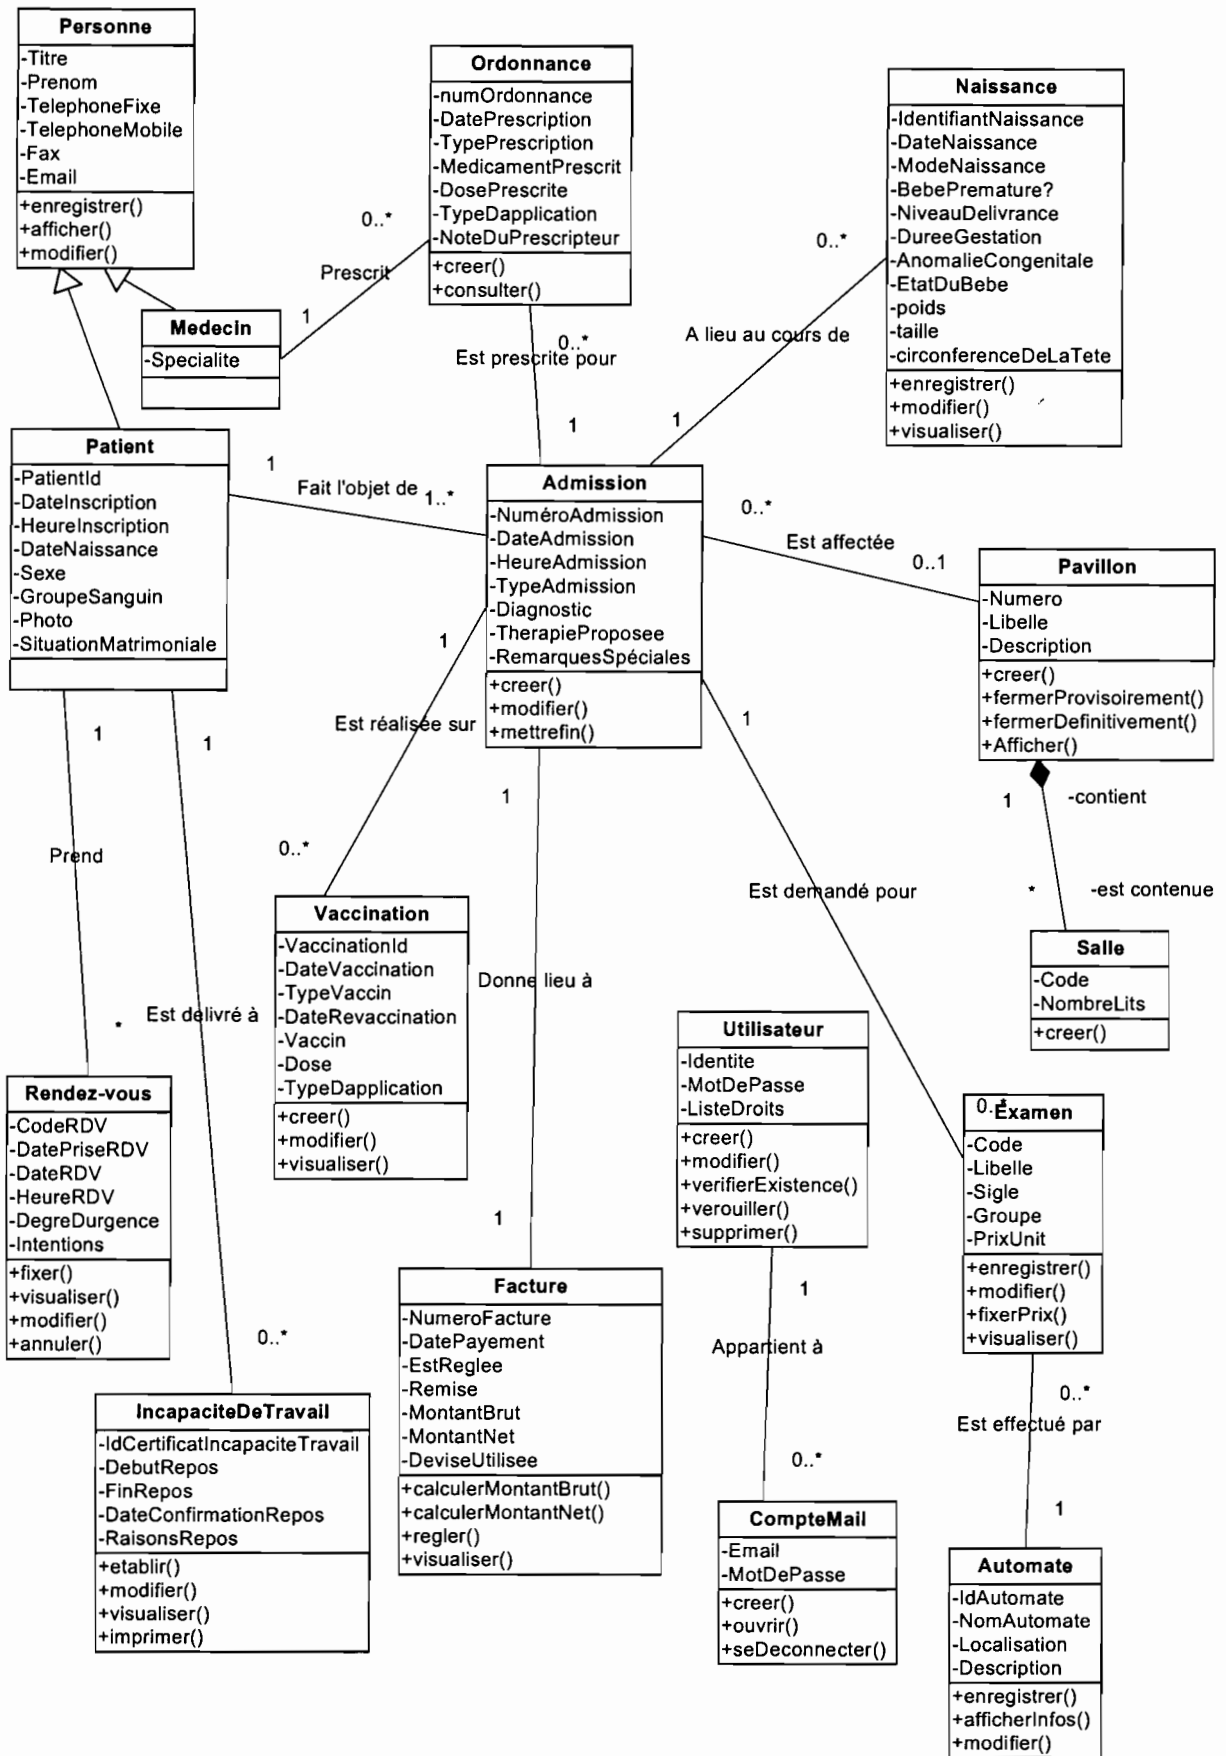 Personne
-Titre
-Prenom
-TelephoneFixe
-TelephoneMobile
-Fax
-Email
+enregistrer()
+afficher()
+modifier()
Ordonnance
-numOrdonnance
-DatePrescription
-TypePrescription
-MedicamentPrescrit
-DosePrescrite
-TypeDapplication
-NoteDuPrescripteur
+creer()
+consulter()
Naissance
-IdentifiantNaissance
-DateNaissance
-ModeNaissance
-BebePremature?
-NiveauDelivrance
-DureeGestation
-AnomalieCongenitale
-EtatDuBebe
-poids
-taille
-circonferenceDeLaTete
+enregistrer()
+modifier()
+visualiser()
0..*
Prescrit
1
Medecin
-Specialite
0..*
Est prescrite pour
1
0..*
A lieu au cours de
1
Patient
-PatientId
-DateInscription
-HeureInscription
-DateNaissance
-Sexe
-GroupeSanguin
-Photo
-SituationMatrimoniale
1
Fait l'objet de
1..*
Admission
-NuméroAdmission
-DateAdmission
-HeureAdmission
-TypeAdmission
-Diagnostic
-TherapieProposee
-RemarquesSpéciales
+creer()
+modifier()
+mettrefin()
0..*
Est affectée
0..1
Pavillon
-Numero
-Libelle
-Description
+creer()
+fermerProvisoirement()
+fermerDefinitivement()
+Afficher()
1
-contient
*
-est contenue
Salle
-Code
-NombreLits
+creer()
1
Est réalisée sur
0..*
Vaccination
-VaccinationId
-DateVaccination
-TypeVaccin
-DateRevaccination
-Vaccin
-Dose
-TypeDapplication
+creer()
+modifier()
+visualiser()
1
Donne lieu à
1
1
Est demandé pour
0..*
1
Prend
*
1
Est délivré à
0..*
Rendez-vous
-CodeRDV
-DatePriseRDV
-DateRDV
-HeureRDV
-DegreDurgence
-Intentions
+fixer()
+visualiser()
+modifier()
+annuler()
Utilisateur
-Identite
-MotDePasse
-ListeDroits
+creer()
+modifier()
+verifierExistence()
+verouiller()
+supprimer()
Examen
-Code
-Libelle
-Sigle
-Groupe
-PrixUnit
+enregistrer()
+modifier()
+fixerPrix()
+visualiser()
Facture
-NumeroFacture
-DatePayement
-EstReglee
-Remise
-MontantBrut
-MontantNet
-DeviseUtilisee
+calculerMontantBrut()
+calculerMontantNet()
+regler()
+visualiser()
1
Appartient à
0..*
0..*
Est effectué par
1
IncapaciteDeTravail
-IdCertificatIncapaciteTravail
-DebutRepos
-FinRepos
-DateConfirmationRepos
-RaisonsRepos
+etablir()
+modifier()
+visualiser()
+imprimer()
CompteMail
-Email
-MotDePasse
+creer()
+ouvrir()
+seDeconnecter()
Automate
-IdAutomate
-NomAutomate
-Localisation
-Description
+enregistrer()
+afficherInfos()
+modifier()